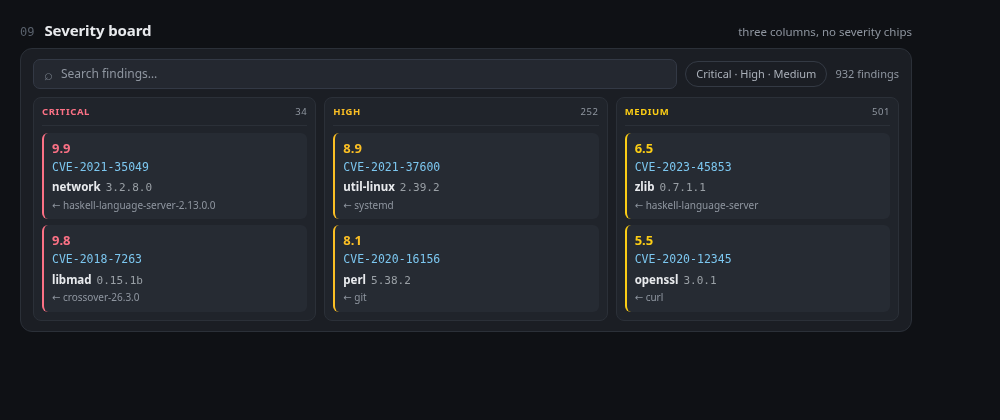 09 Severity board three columns, no severity chips
Search findings... Critical · High · Medium 932 findings
CRITICAL 34
9.9
CVE-2021-35049
network 3.2.8.0
← haskell-language-server-2.13.0.0
9.8
CVE-2018-7263
libmad 0.15.1b
← crossover-26.3.0
HIGH 252
8.9
CVE-2021-37600
util-linux 2.39.2
← systemd
8.1
CVE-2020-16156
perl 5.38.2
← git
MEDIUM 501
6.5
CVE-2023-45853
zlib 0.7.1.1
← haskell-language-server
5.5
CVE-2020-12345
openssl 3.0.1
← curl